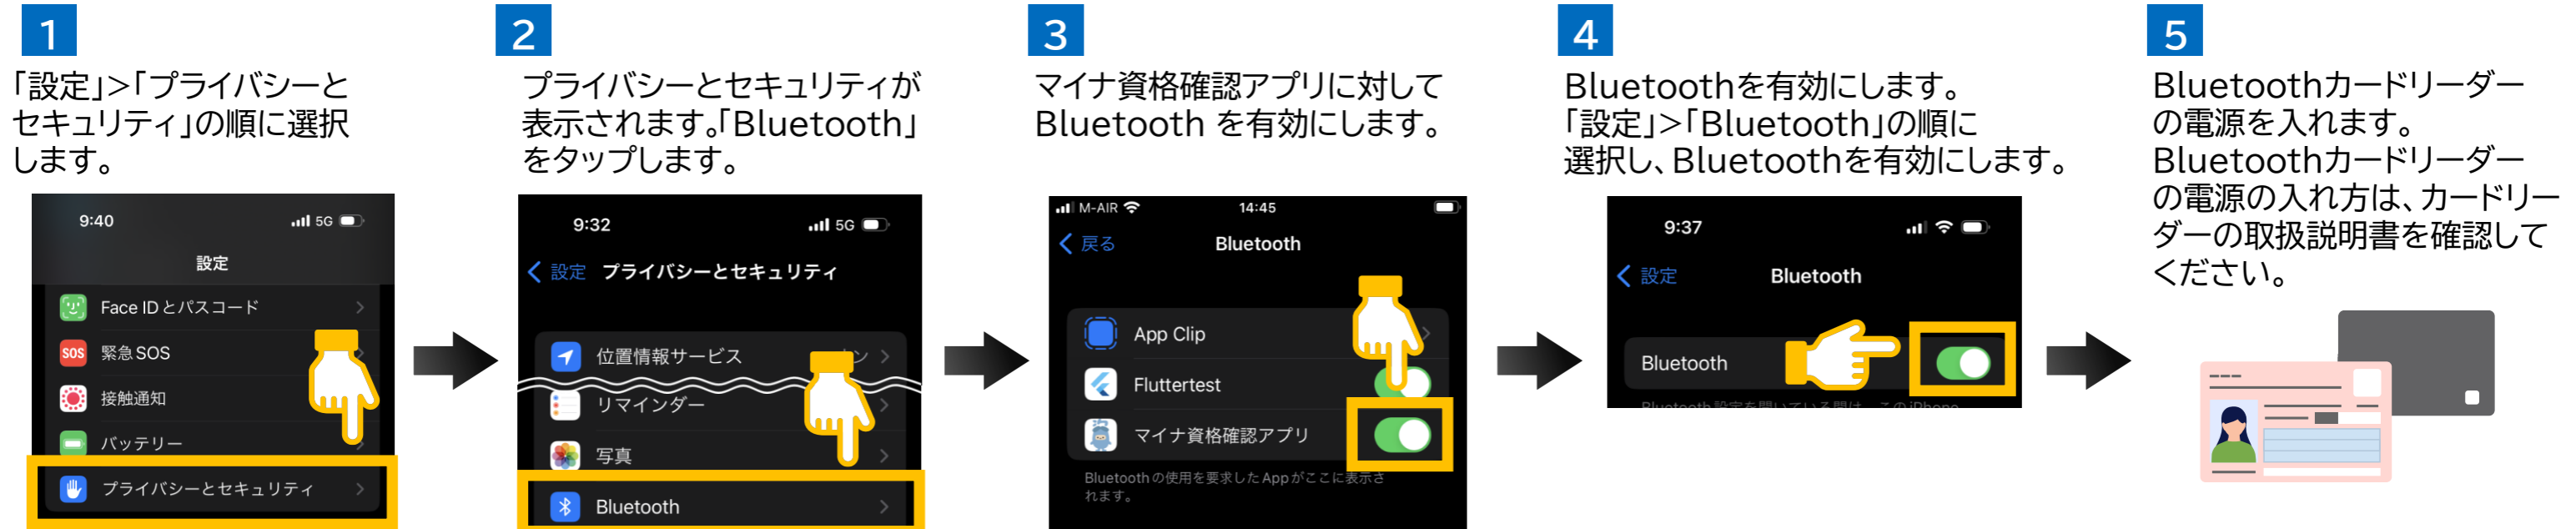 1
「設定」>「プライバシーと
セキュリティ」の順に選択
します。
9:40
5G
設定
Face IDとパスコード
SOS
緊急SOS
接触通知
バッテリー
プライバシーとセキュリティ
2
プライバシーとセキュリティが
表示されます。「Bluetooth」
をタップします。
9:32
5G
設定 プライバシーとセキュリティ
位置情報サービス
リマインダー
写真
Bluetooth
3
マイナ資格確認アプリに対して
Bluetooth を有効にします。
M-AIR 14:45
戻る Bluetooth
App Clip
Fluttertest
マイナ資格確認アプリ
Bluetoothの使用を要求したAppがここに表示さ
れます。
4
Bluetoothを有効にします。
「設定」>「Bluetooth」の順に
選択し、Bluetoothを有効にします。
9:37
設定 Bluetooth
Bluetooth
5
Bluetoothカードリーダー
の電源を入れます。
Bluetoothカードリーダー
の電源の入れ方は、カードリー
ダーの取扱説明書を確認して
ください。